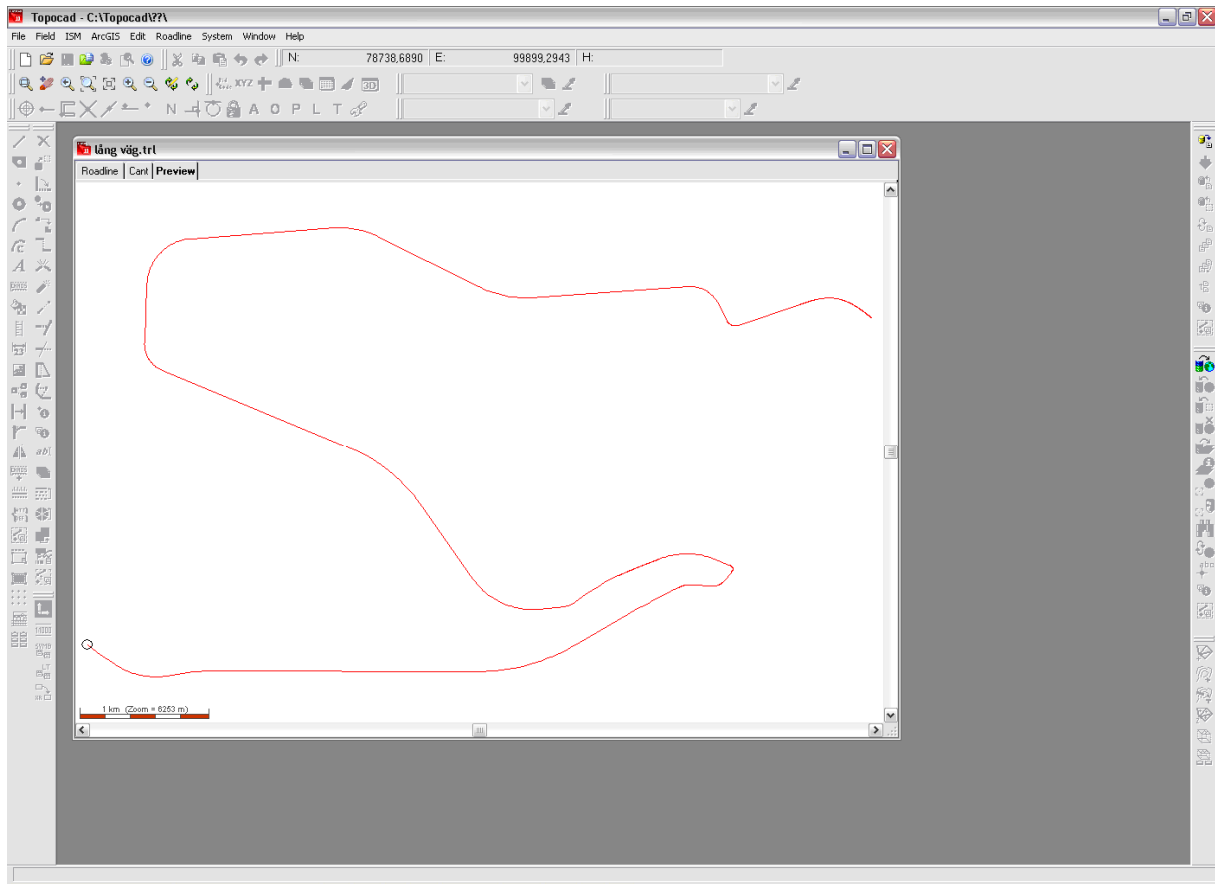 Topocad - C:\Topocad\??\
File Field ISM ArcGIS Edit Roadline System Window Help
N: 78738,6890 E: 99899,2943 H:
XYZ 3D
N A O P L T
lång väg.trl
Roadline Cant Preview
1 km (Zoom = 6253 m)